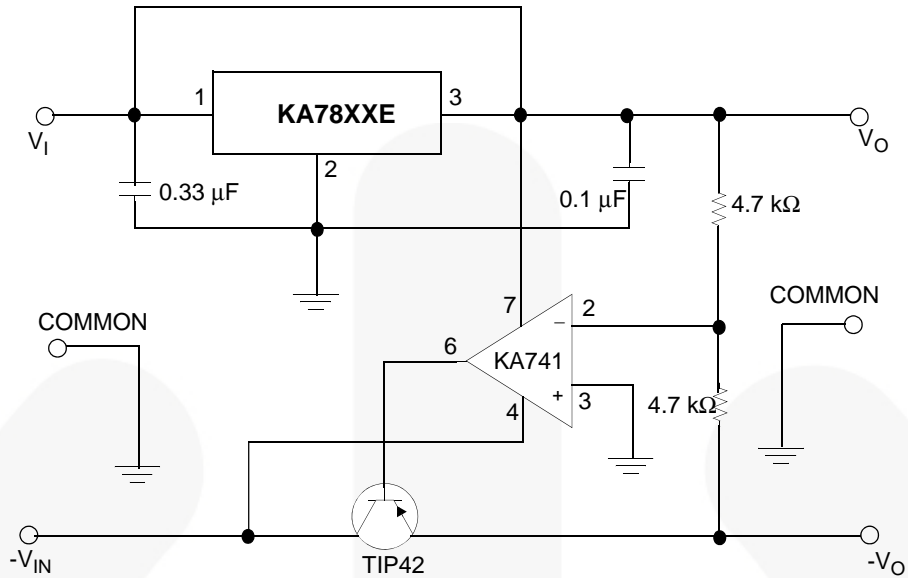 1
KA78XXE
3
V_I
V_O
2
0.33 μF
0.1 μF
4.7 kΩ
COMMON
COMMON
7
2
–
6
KA741
+
3
4
4.7 kΩ
-V_IN
TIP42
-V_O